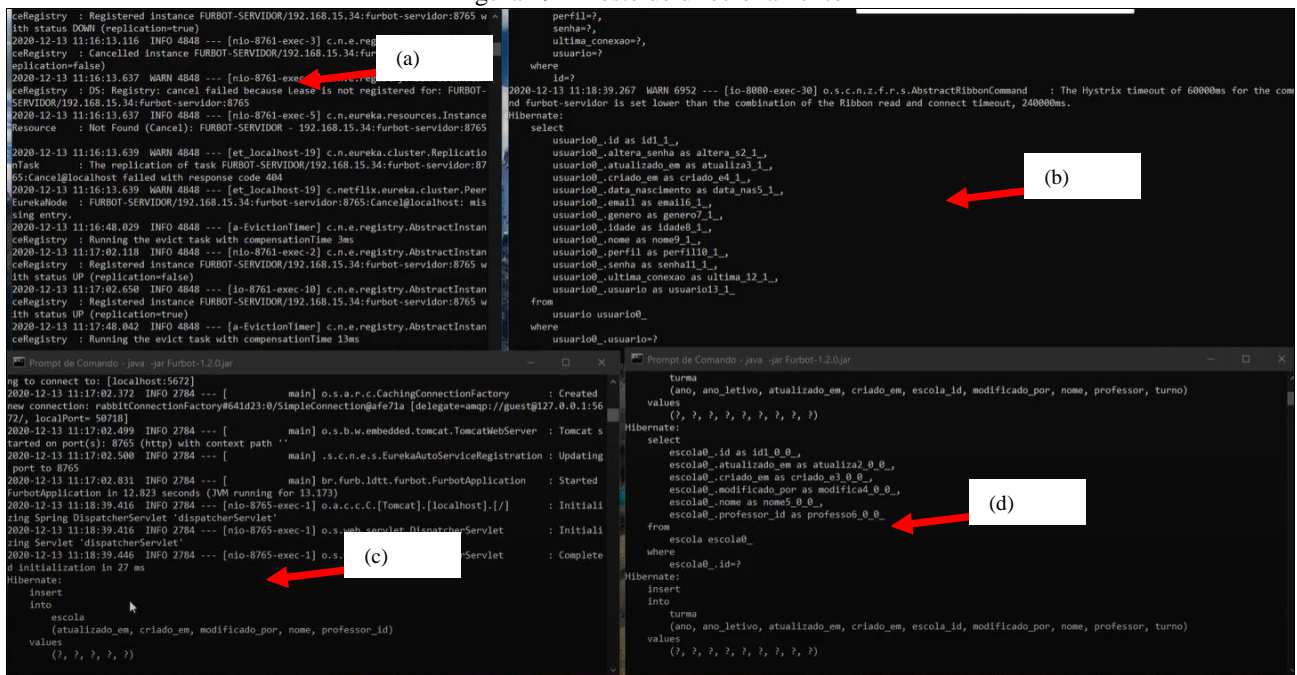 ceRegistry : Registered instance FURBOT-SERVIDOR/192.168.15.34:furbot-servidor:8765 w
ith status DOWN (replication=true)
2020-12-13 11:16:13.116 INFO 4848 --- [nio-8761-exec-3] c.n.e.reg
ceRegistry : Cancelled instance FURBOT-SERVIDOR/192.168.15.34:fur
eplication=false)
(a)
2020-12-13 11:16:13.637 WARN 4848 --- [nio-8761-exec
ceRegistry : DS: Registry: cancel failed because Lease is not registered for: FURBOT-
SERVIDOR/192.168.15.34:furbot-servidor:8765
2020-12-13 11:16:13.637 INFO 4848 --- [nio-8761-exec-5] c.n.eureka.resources.Instance
Resource : Not Found (Cancel): FURBOT-SERVIDOR - 192.168.15.34:furbot-servidor:8765
2020-12-13 11:16:13.639 WARN 4848 --- [et_localhost-19] c.n.eureka.cluster.Replicatio
nTask : The replication of task FURBOT-SERVIDOR/192.168.15.34:furbot-servidor:87
65:Cancel@localhost failed with response code 404
2020-12-13 11:16:13.639 WARN 4848 --- [et_localhost-19] c.netflix.eureka.cluster.Peer
EurekaNode : FURBOT-SERVIDOR/192.168.15.34:furbot-servidor:8765:Cancel@localhost: mis
sing entry.
2020-12-13 11:16:48.029 INFO 4848 --- [a-EvictionTimer] c.n.e.registry.AbstractInstan
ceRegistry : Running the evict task with compensationTime 3ms
2020-12-13 11:17:02.118 INFO 4848 --- [nio-8761-exec-2] c.n.e.registry.AbstractInstan
ceRegistry : Registered instance FURBOT-SERVIDOR/192.168.15.34:furbot-servidor:8765 w
ith status UP (replication=false)
2020-12-13 11:17:02.650 INFO 4848 --- [io-8761-exec-10] c.n.e.registry.AbstractInstan
ceRegistry : Registered instance FURBOT-SERVIDOR/192.168.15.34:furbot-servidor:8765 w
ith status UP (replication=true)
2020-12-13 11:17:48.042 INFO 4848 --- [a-EvictionTimer] c.n.e.registry.AbstractInstan
ceRegistry : Running the evict task with compensationTime 13ms
perfil=?,
senha=?,
ultima_conexao=?,
usuario=?
where
id=?
2020-12-13 11:18:39.267 WARN 6952 --- [io-8080-exec-30] o.s.c.n.z.f.r.s.AbstractRibbonCommand : The Hystrix timeout of 60000ms for the com
nd furbot-servidor is set lower than the combination of the Ribbon read and connect timeout, 240000ms.
Hibernate:
select
usuario0_.id as id1_1_,
usuario0_.altera_senha as altera_s2_1_,
usuario0_.atualizado_em as atualiza3_1_,
usuario0_.criado_em as criado_e4_1_,
usuario0_.data_nascimento as data_nas5_1_,
usuario0_.email as email6_1_,
usuario0_.genero as genero7_1_,
usuario0_.idade as idade8_1_,
usuario0_.nome as nome9_1_,
usuario0_.perfil as perfil10_1_,
usuario0_.senha as senha11_1_,
usuario0_.ultima_conexao as ultima_12_1_,
usuario0_.usuario as usuario13_1_
from
usuario usuario0_
where
usuario0_.usuario=?
(b)
Prompt de Comando - java -jar Furbot-1.2.0.jar
ng to connect to: [localhost:5672]
2020-12-13 11:17:02.372 INFO 2784 --- [ main] o.s.a.r.c.CachingConnectionFactory : Created
new connection: rabbitConnectionFactory#641d23:0/SimpleConnection@afe71a [delegate=amqp://guest@127.0.0.1:56
72/, localPort= 50718]
2020-12-13 11:17:02.499 INFO 2784 --- [ main] o.s.b.w.embedded.tomcat.TomcatWebServer : Tomcat s
tarted on port(s): 8765 (http) with context path ''
2020-12-13 11:17:02.500 INFO 2784 --- [ main] .s.c.n.e.s.EurekaAutoServiceRegistration : Updating
port to 8765
2020-12-13 11:17:02.831 INFO 2784 --- [ main] br.furb.ldtt.furbot.FurbotApplication : Started
FurbotApplication in 12.823 seconds (JVM running for 13.173)
2020-12-13 11:18:39.416 INFO 2784 --- [nio-8765-exec-1] o.a.c.c.C.[Tomcat].[localhost].[/] : Initiali
zing Spring DispatcherServlet 'dispatcherServlet'
2020-12-13 11:18:39.416 INFO 2784 --- [nio-8765-exec-1] o.s.web.servlet.DispatcherServlet : Initiali
zing Servlet 'dispatcherServlet'
2020-12-13 11:18:39.446 INFO 2784 --- [nio-8765-exec-1] o.s. Servlet : Complete
d initialization in 27 ms
(c)
Hibernate:
insert
into
escola
(atualizado_em, criado_em, modificado_por, nome, professor_id)
values
(?, ?, ?, ?, ?)
Prompt de Comando - java -jar Furbot-1.2.0.jar
turma
(ano, ano_letivo, atualizado_em, criado_em, escola_id, modificado_por, nome, professor, turno)
values
(?, ?, ?, ?, ?, ?, ?, ?, ?)
Hibernate:
select
escola0_.id as id1_0_0_,
escola0_.atualizado_em as atualiza2_0_0_,
escola0_.criado_em as criado_e3_0_0_,
escola0_.modificado_por as modifica4_0_0_,
escola0_.nome as nome5_0_0_,
escola0_.professor_id as professo6_0_0_
from
escola escola0_
where
escola0_.id=?
(d)
Hibernate:
insert
into
turma
(ano, ano_letivo, atualizado_em, criado_em, escola_id, modificado_por, nome, professor, turno)
values
(?, ?, ?, ?, ?, ?, ?, ?, ?)